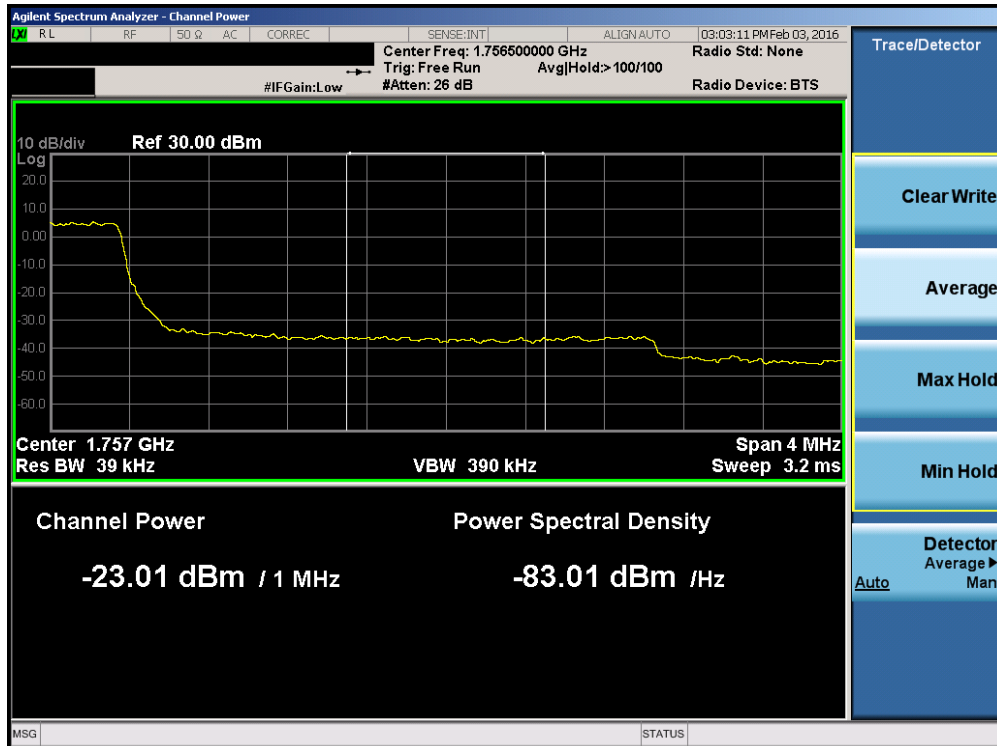 Agilent Spectrum Analyzer - Channel Power
LXI RL RF 50 Ω AC CORREC SENSE:INT ALIGN AUTO 03:03:11 PM Feb 03, 2016
Center Freq: 1.756500000 GHz Radio Std: None
Trig: Free Run Avg|Hold:> 100/100
#IFGain:Low #Atten: 26 dB Radio Device: BTS
Trace/Detector
10 dB/div Ref 30.00 dBm
Log
20.0
10.0
0.00
-10.0
-20.0
-30.0
-40.0
-50.0
-60.0
Center 1.757 GHz Span 4 MHz
Res BW 39 kHz VBW 390 kHz Sweep 3.2 ms
Channel Power Power Spectral Density
-23.01 dBm / 1 MHz -83.01 dBm /Hz
Clear Write
Average
Max Hold
Min Hold
Detector
Average▶
Auto Man
MSG STATUS